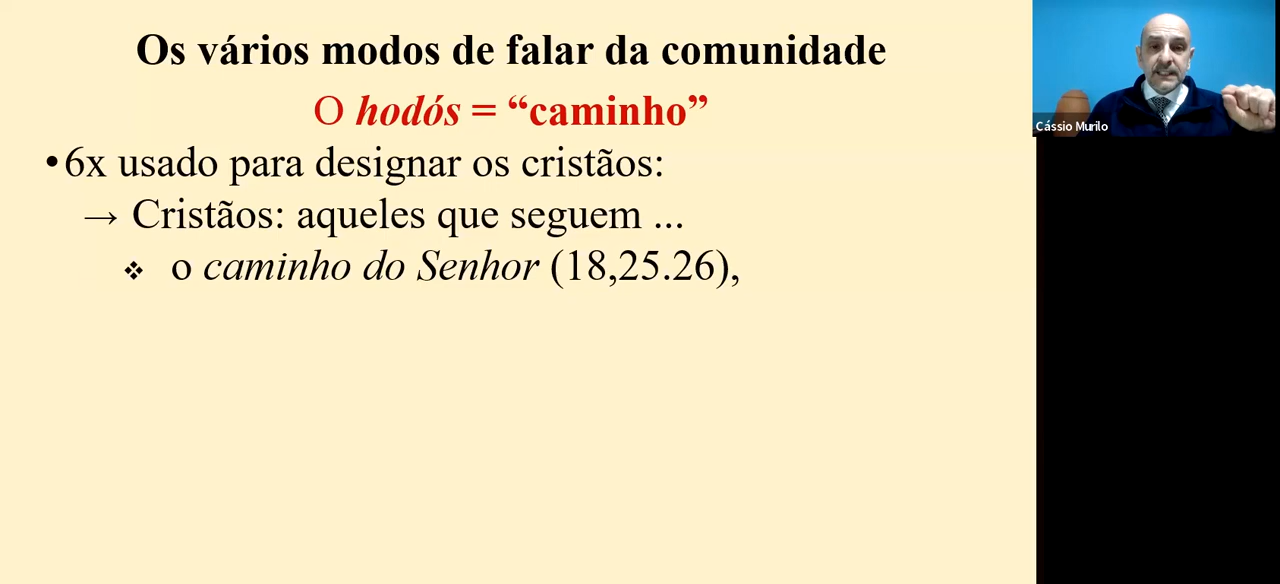 Os vários modos de falar da comunidade
O hodós = “caminho”
•6x usado para designar os cristãos:
→ Cristãos: aqueles que seguem ...
❖ o caminho do Senhor (18,25.26),
Cássio Murilo